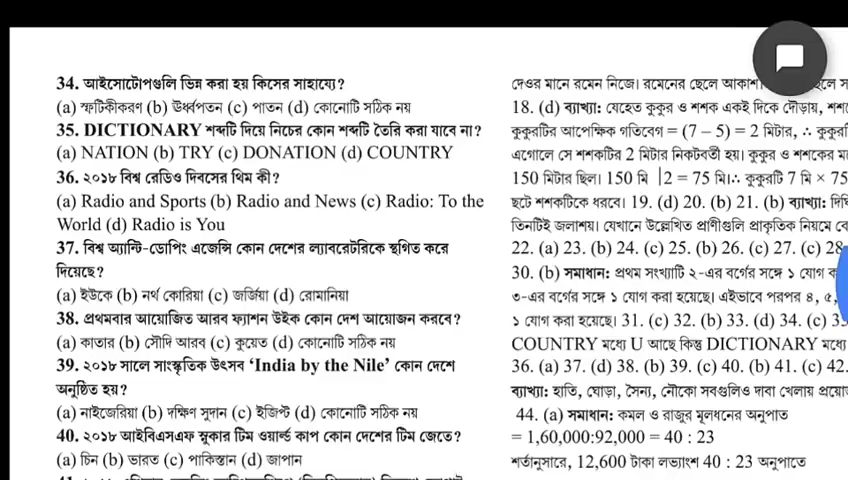 34. আইসোটোপগুলি ভিন্ন করা হয় কিসের সাহায্যে?
(a) স্ফটিকীকরণ (b) ঊর্ধ্বপতন (c) পাতন (d) কোনোটি সঠিক নয়
35. DICTIONARY শব্দটি দিয়ে নিচের কোন শব্দটি তৈরি করা যাবে না?
(a) NATION (b) TRY (c) DONATION (d) COUNTRY
36. ২০১৮ বিশ্ব রেডিও দিবসের থিম কী?
(a) Radio and Sports (b) Radio and News (c) Radio: To the
World (d) Radio is You
37. বিশ্ব অ্যান্টি-ডোপিং এজেন্সি কোন দেশের ল্যাবরেটরিকে স্থগিত করে
দিয়েছে?
(a) ইউকে (b) নর্থ কোরিয়া (c) জর্জিয়া (d) রোমানিয়া
38. প্রথমবার আয়োজিত আরব ফ্যাশন উইক কোন দেশ আয়োজন করবে?
(a) কাতার (b) সৌদি আরব (c) কুয়েত (d) কোনোটি সঠিক নয়
39. ২০১৮ সালে সাংস্কৃতিক উৎসব ‘India by the Nile’ কোন দেশে
অনুষ্ঠিত হয়?
(a) নাইজেরিয়া (b) দক্ষিণ সুদান (c) ইজিপ্ট (d) কোনোটি সঠিক নয়
40. ২০১৮ আইবিএসএফ স্নুকার টিম ওয়ার্ল্ড কাপ কোন দেশের টিম জেতে?
(a) চিন (b) ভারত (c) পাকিস্তান (d) জাপান
দেওর মানে রমেন নিজে। রমেনের ছেলে আকাশ
18. (d) ব্যাখ্যা: যেহেতু কুকুর ও শশক একই দিকে দৌড়ায়,
কুকুরটির আপেক্ষিক গতিবেগ = (7 – 5) = 2 মিটার, ∴
এগোলে সে শশকটির 2 মিটার নিকটবর্তী হয়। কুকুর ও শশকের
150 মিটার ছিল। 150 মি |2 = 75 মি।∴ কুকুরটি 7 মি × 75
ছুটে শশকটিকে ধরবে। 19. (d) 20. (b) 21. (b) ব্যাখ্যা:
তিনটিই জলাশয়। যেখানে উল্লেখিত প্রাণীগুলি প্রাকৃতিক নিয়মে
22. (a) 23. (b) 24. (c) 25. (b) 26. (c) 27. (c) 28
30. (b) সমাধান: প্রথম সংখ্যাটি ২-এর বর্গের সঙ্গে ১ যোগ
৩-এর বর্গের সঙ্গে ১ যোগ করা হয়েছে। এইভাবে পরপর ৪, ৫,
১ যোগ করা হয়েছে। 31. (c) 32. (b) 33. (d) 34. (c)
COUNTRY মধ্যে U আছে কিন্তু DICTIONARY মধ্যে
36. (a) 37. (d) 38. (b) 39. (c) 40. (b) 41. (c) 42.
ব্যাখ্যা: হাতি, ঘোড়া, সৈন্য, নৌকো সবগুলিও দাবা খেলায়
44. (a) সমাধান: কমল ও রাজুর মূলধনের অনুপাত
= 1,60,000:92,000 = 40 : 23
শর্তানুসারে, 12,600 টাকা লভ্যাংশ 40 : 23 অনুপাতে